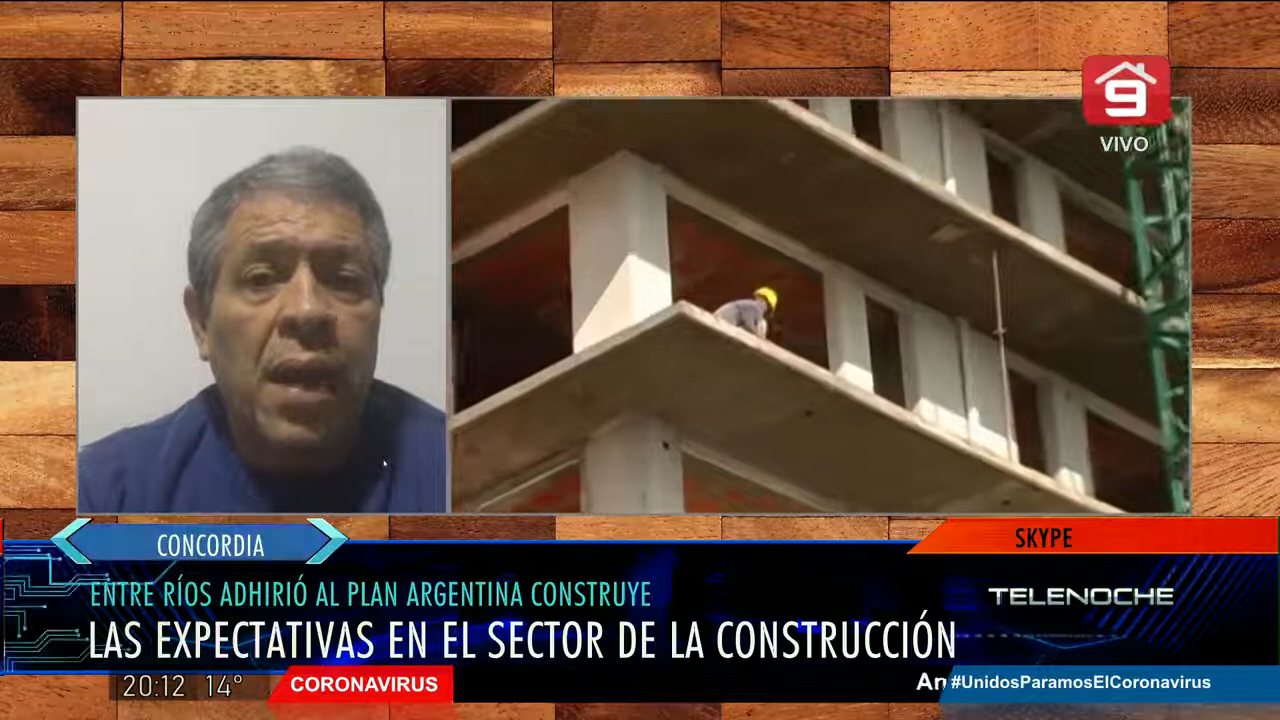 9
VIVO
CONCORDIA
SKYPE
ENTRE RÍOS ADHIRIÓ AL PLAN ARGENTINA CONSTRUYE
TELENOCHE
LAS EXPECTATIVAS EN EL SECTOR DE LA CONSTRUCCIÓN
20:12 14° CORONAVIRUS #UnidosParamosElCoronavirus